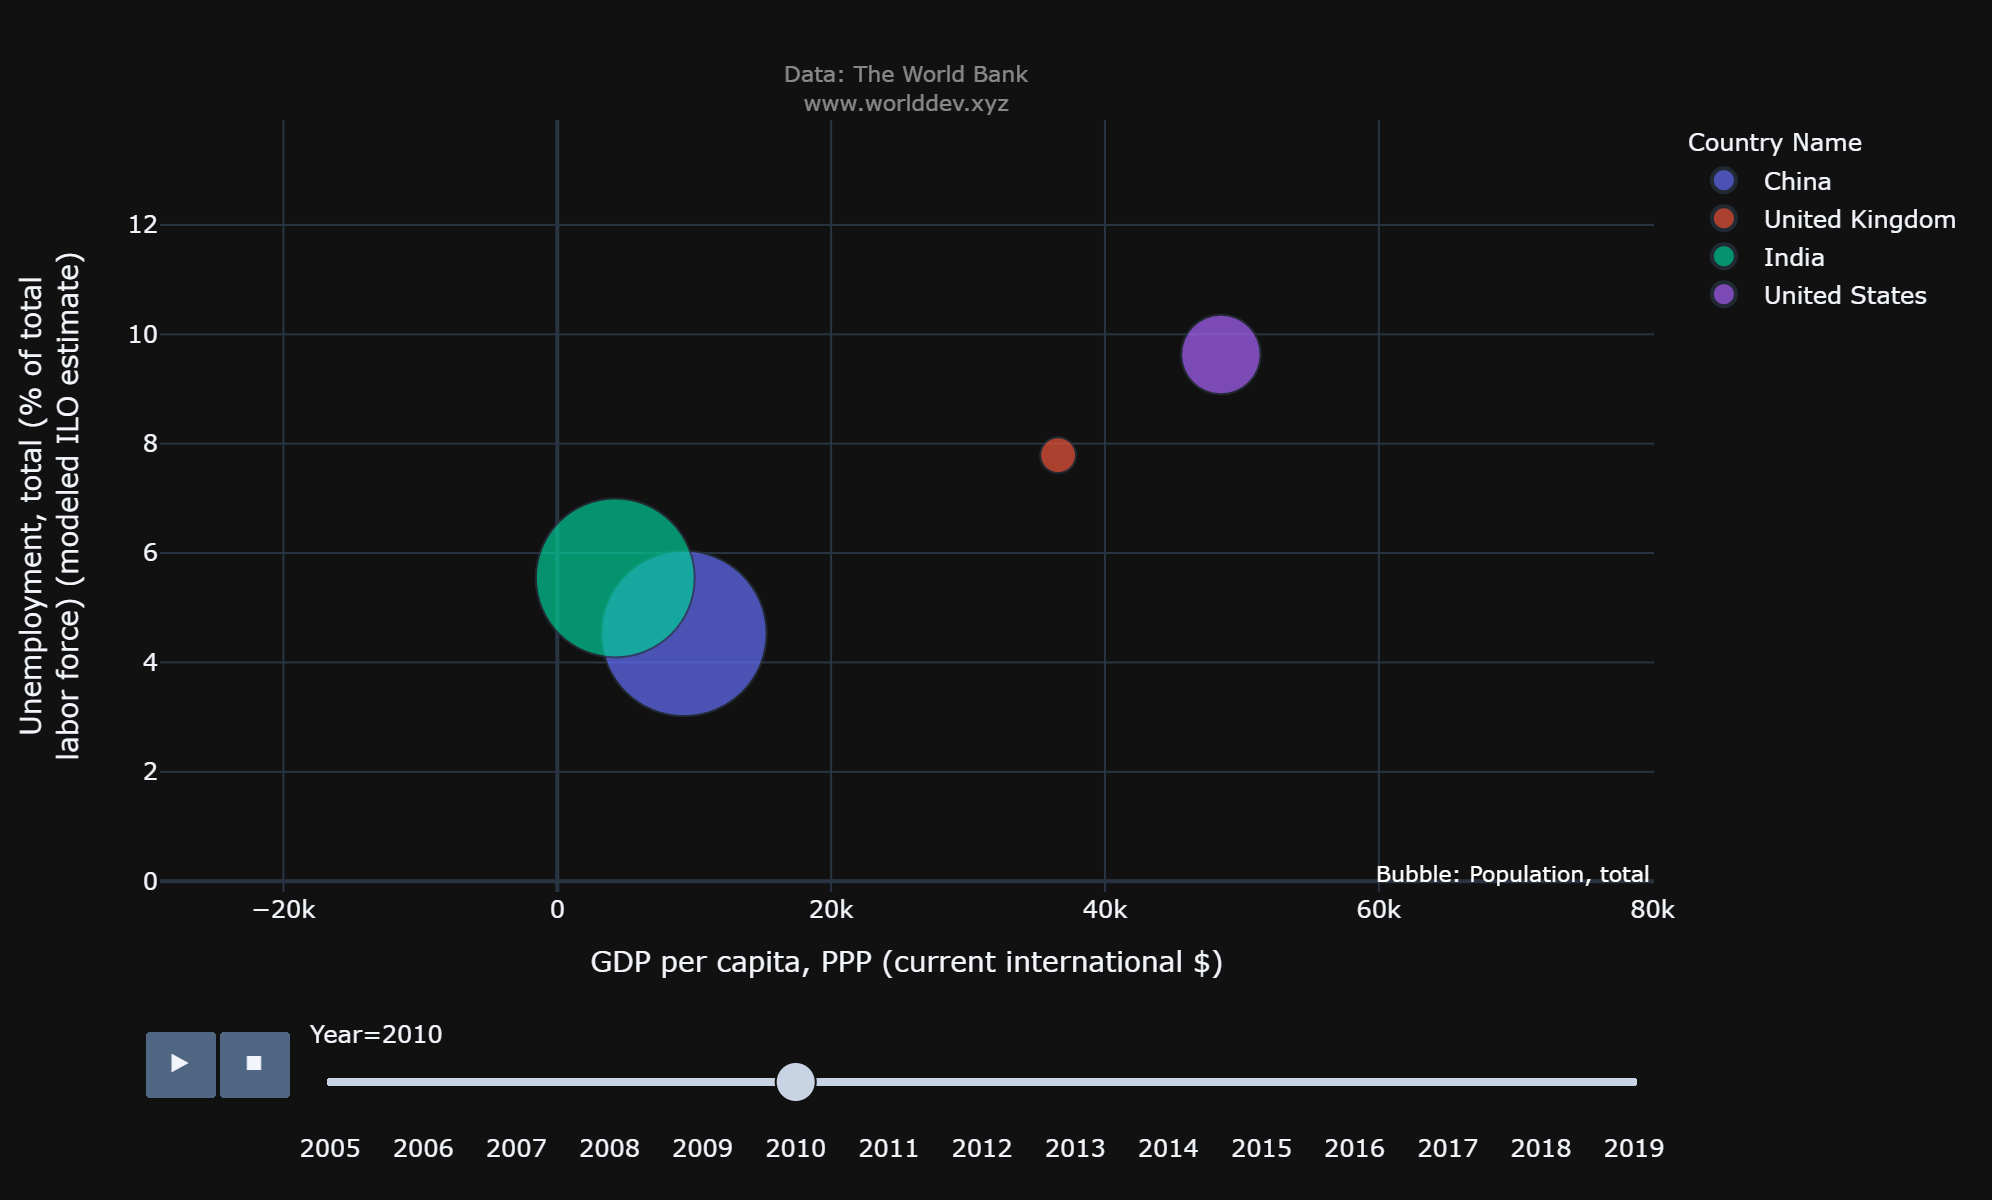 Data: The World Bank
www.worlddev.xyz
Country Name
China
United Kingdom
India
United States
Unemployment, total (% of total
labor force) (modeled ILO estimate)
12
10
8
6
4
2
0
Bubble: Population, total
−20k 0 20k 40k 60k 80k
GDP per capita, PPP (current international $)
Year=2010
2005 2006 2007 2008 2009 2010 2011 2012 2013 2014 2015 2016 2017 2018 2019